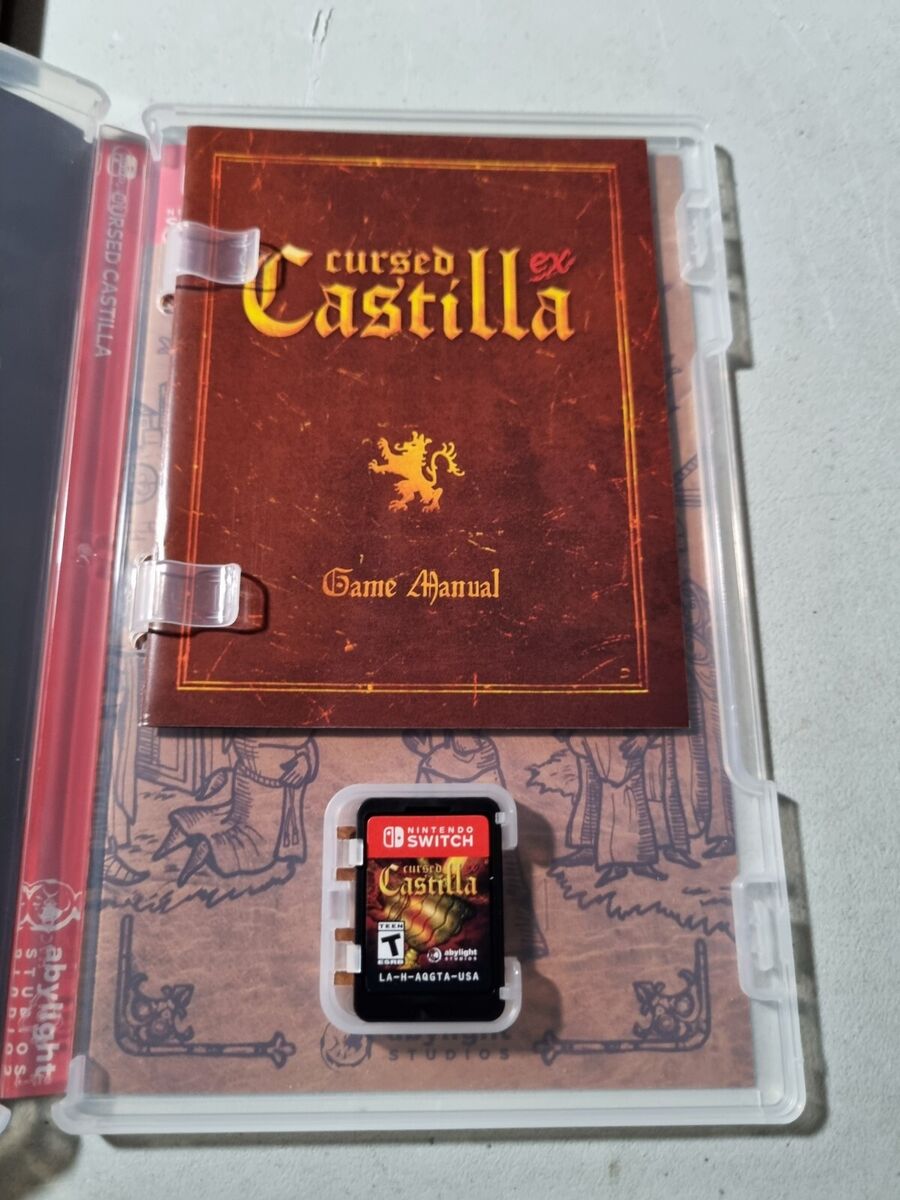 CURSED CASTILLA
cursed
Castilla
ex
Game Manual
NINTENDO
SWITCH
cursed
Castilla
TEEN
T
ESRB
abylight
studios
LA-H-AQGTA-USA
abylight
STUDIOS
abylight
STUDIOS